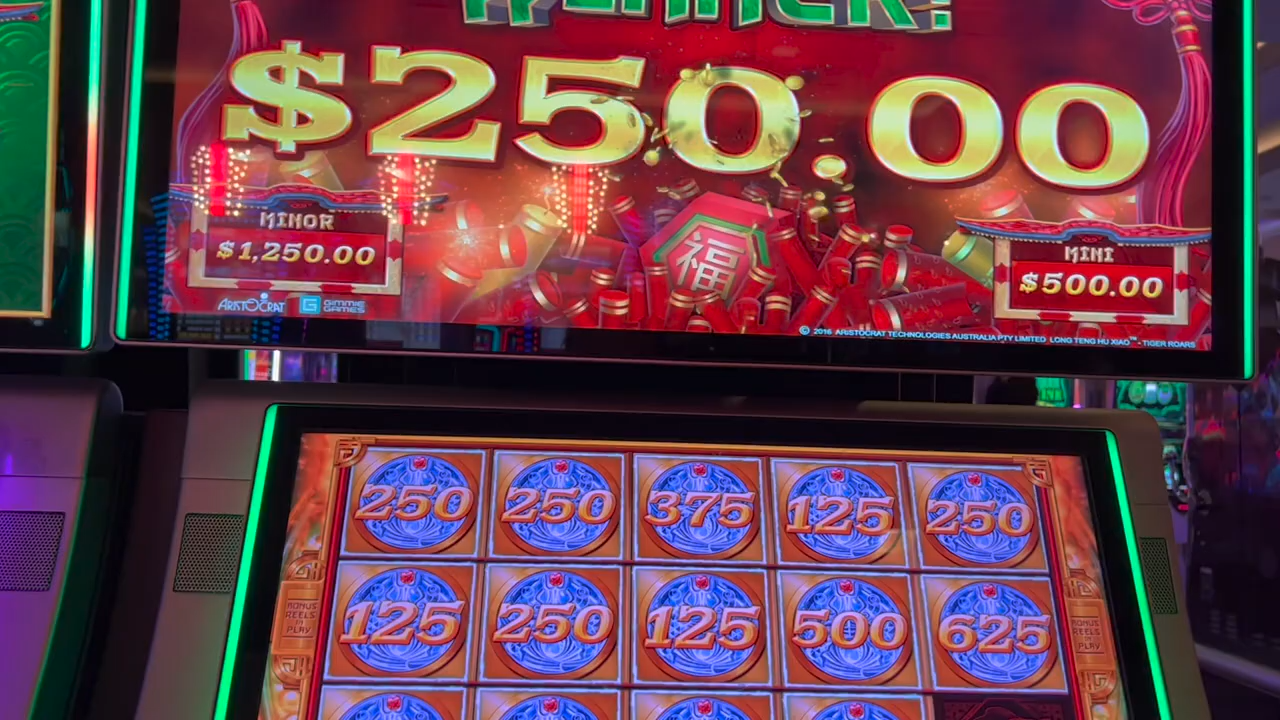 WINNER!
$250.00
MINOR
$1,250.00
MINI
$500.00
福
ARISTOCRAT
GIMMIE GAMES
© 2016 ARISTOCRAT TECHNOLOGIES AUSTRALIA PTY LIMITED LONG TENG HU XIAO™ - TIGER ROARS
250 250 375 125 250
125 250 125 500 625
BONUS
REELS
IN
PLAY
BONUS
REELS
IN
PLAY